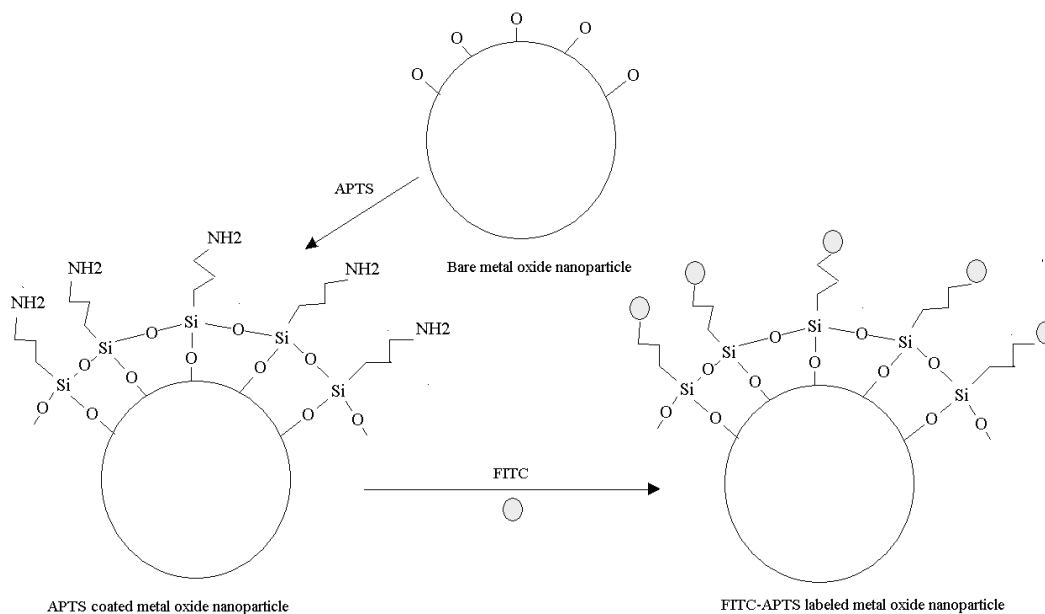 O O O O O
Bare metal oxide nanoparticle
APTS
NH2 NH2 NH2 NH2 NH2
Si Si Si Si Si
O O O O
O O O O O
O O
APTS coated metal oxide nanoparticle
FITC
Si Si Si Si Si
O O O O
O O O O O
O O
FITC-APTS labeled metal oxide nanoparticle